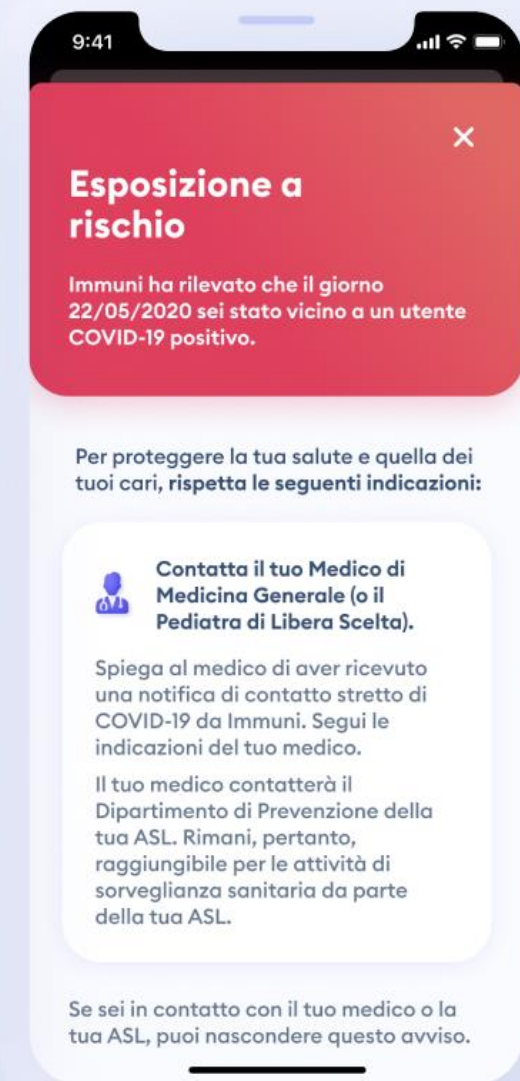 9:41
Esposizione a
rischio
Immuni ha rilevato che il giorno
22/05/2020 sei stato vicino a un utente
COVID-19 positivo.
Per proteggere la tua salute e quella dei
tuoi cari, rispetta le seguenti indicazioni:
Contatta il tuo Medico di
Medicina Generale (o il
Pediatra di Libera Scelta).
Spiega al medico di aver ricevuto
una notifica di contatto stretto di
COVID-19 da Immuni. Segui le
indicazioni del tuo medico.
Il tuo medico contatterà il
Dipartimento di Prevenzione della
tua ASL. Rimani, pertanto,
raggiungibile per le attività di
sorveglianza sanitaria da parte
della tua ASL.
Se sei in contatto con il tuo medico o la
tua ASL, puoi nascondere questo avviso.